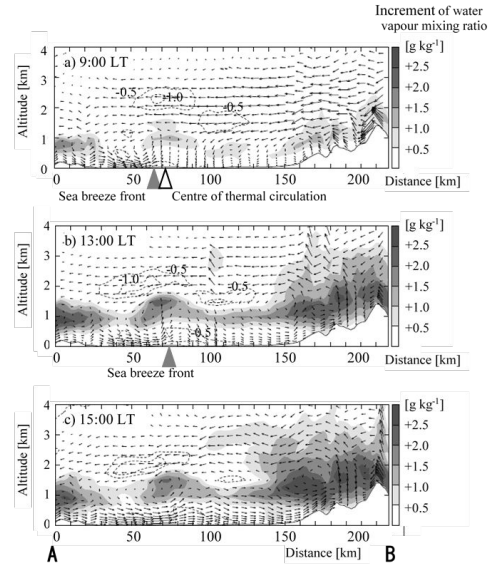 Increment of water
vapour mixing ratio
[g kg⁻¹]
a) 9:00 LT
-0.5
-1.0
-0.5
+2.5
+2.0
+1.5
+1.0
+0.5
Altitude [km]
4
3
2
1
0
0 50 100 150 200
Distance [km]
Sea breeze front
Centre of thermal circulation
[g kg⁻¹]
b) 13:00 LT
-1.0
-0.5
-0.5
-0.5
+2.5
+2.0
+1.5
+1.0
+0.5
Altitude [km]
4
3
2
1
0
0 50 100 150 200
Distance [km]
Sea breeze front
[g kg⁻¹]
c) 15:00 LT
+2.5
+2.0
+1.5
+1.0
+0.5
Altitude [km]
4
3
2
1
0
0 50 100 150 200
A
Distance [km]
B